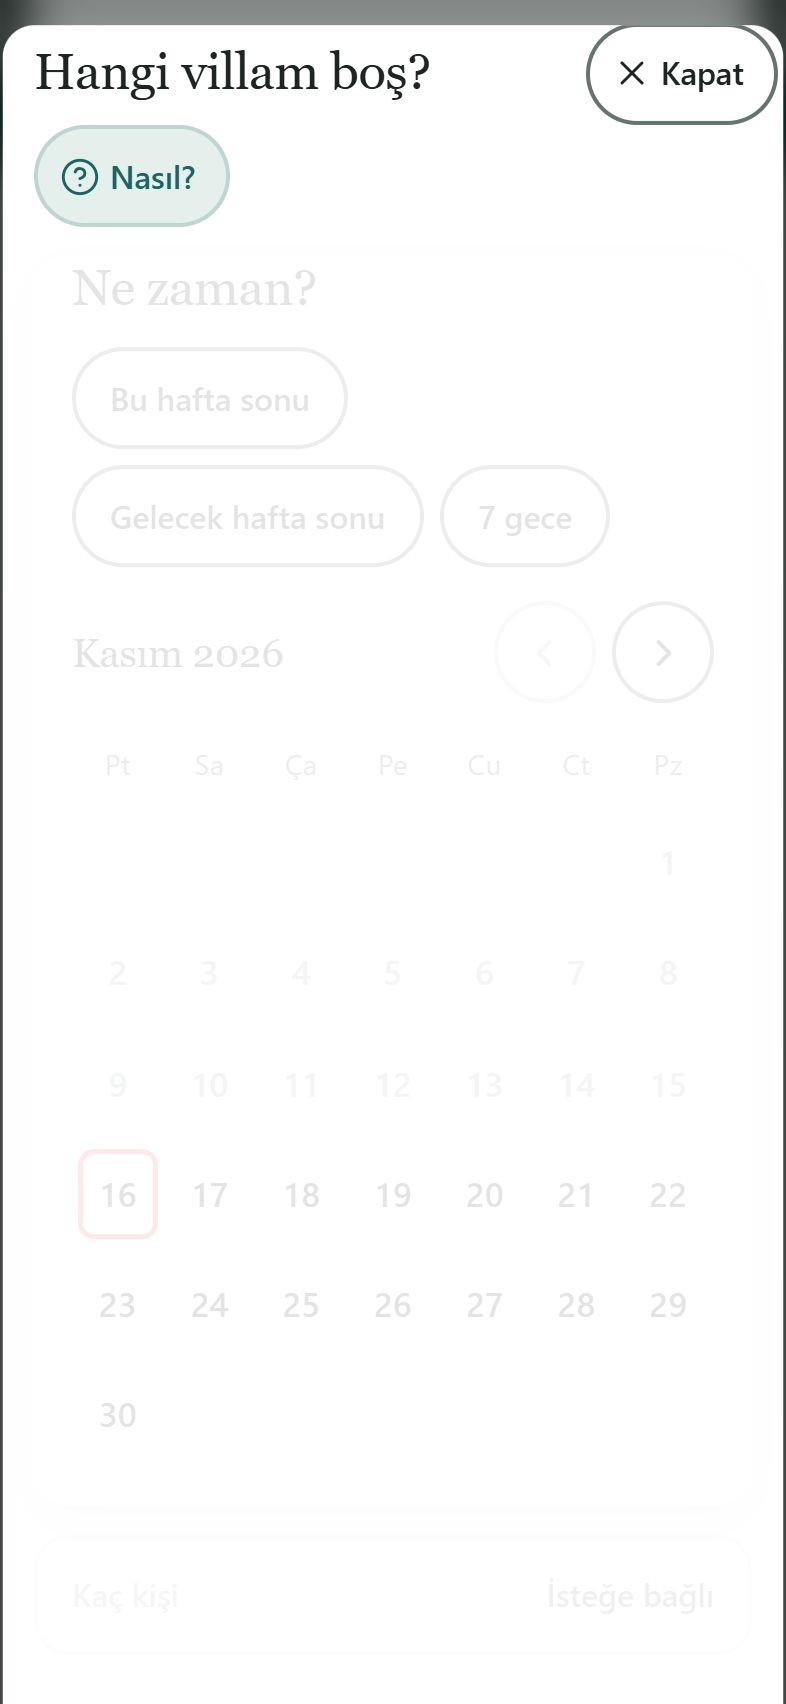 Hangi villam boş?
Kapat
Nasıl?
Ne zaman?
Bu hafta sonu
Gelecek hafta sonu
7 gece
Kasım 2026
Pt Sa Ça Pe Cu Ct Pz
1
2 3 4 5 6 7 8
9 10 11 12 13 14 15
16 17 18 19 20 21 22
23 24 25 26 27 28 29
30
Kaç kişi
İsteğe bağlı